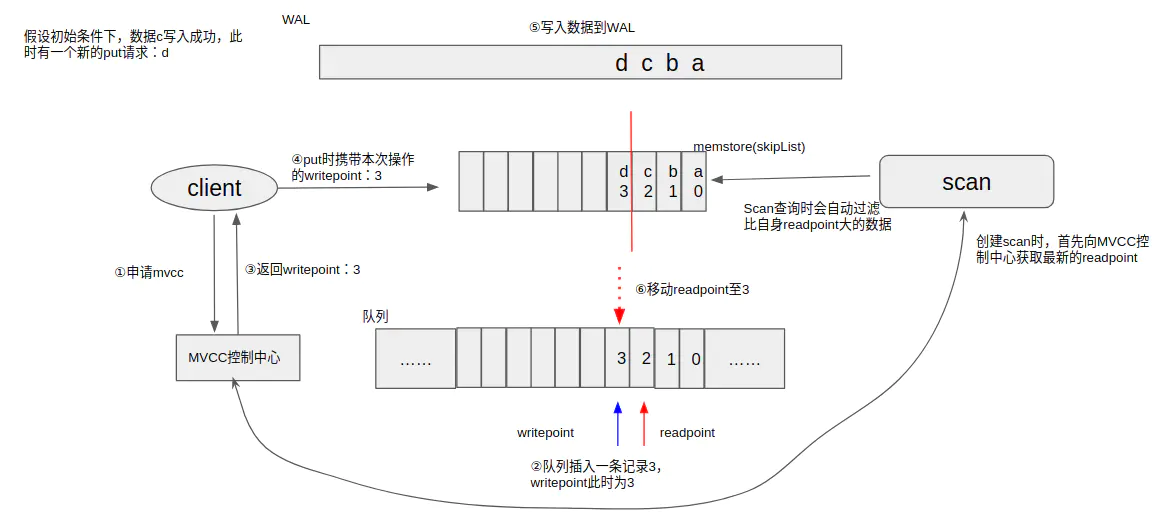 WAL
⑤写入数据到WAL
假设初始条件下，数据c写入成功，此
时有一个新的put请求：d
d c b a
memstore(skipList)
④put时携带本次操作
的writepoint：3
d c b a
3 2 1 0
client
scan
Scan查询时会自动过滤
比自身readpoint大的数据
创建scan时，首先向MVCC控
制中心获取最新的readpoint
①申请mvcc
③返回writepoint：3
⑥移动readpoint至3
队列
MVCC控制中心
…… 3 2 1 0 ……
writepoint
readpoint
②队列插入一条记录3，
writepoint此时为3